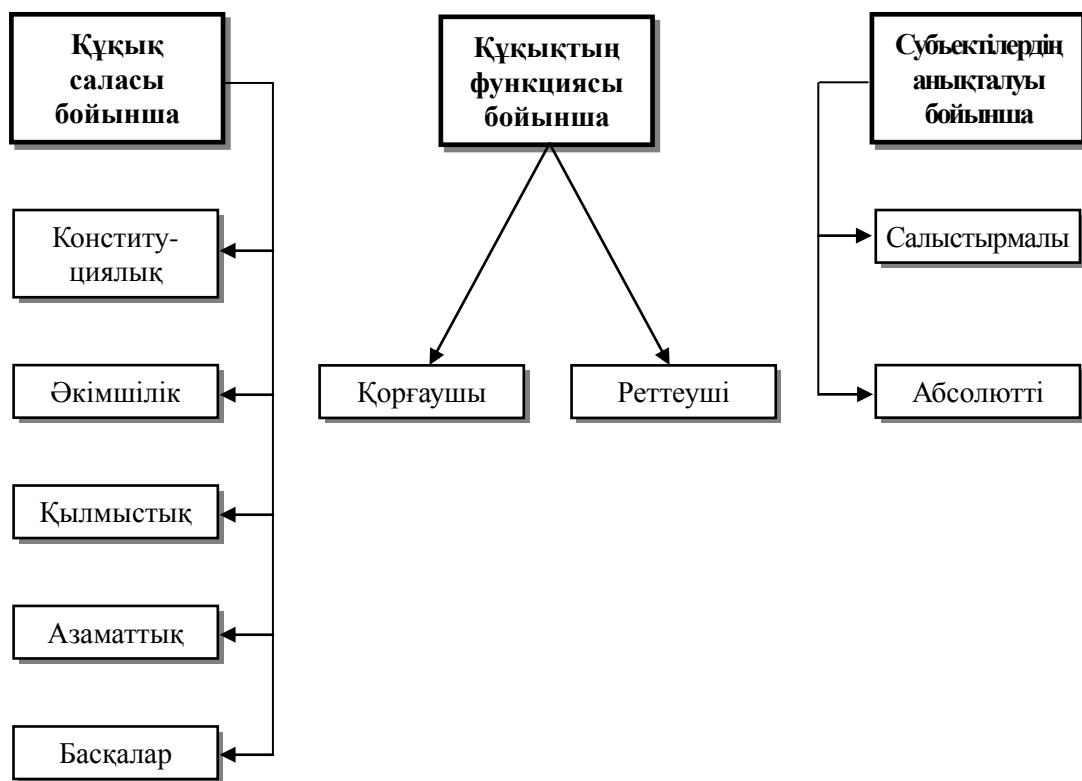 Құқық
саласы
бойынша
Құқықтың
функциясы
бойынша
Субъектілердің
анықталуы
бойынша
Конститу-
циялық
Салыстырмалы
Әкімшілік
Қорғаушы
Реттеуші
Абсолютті
Қылмыстық
Азаматтық
Басқалар